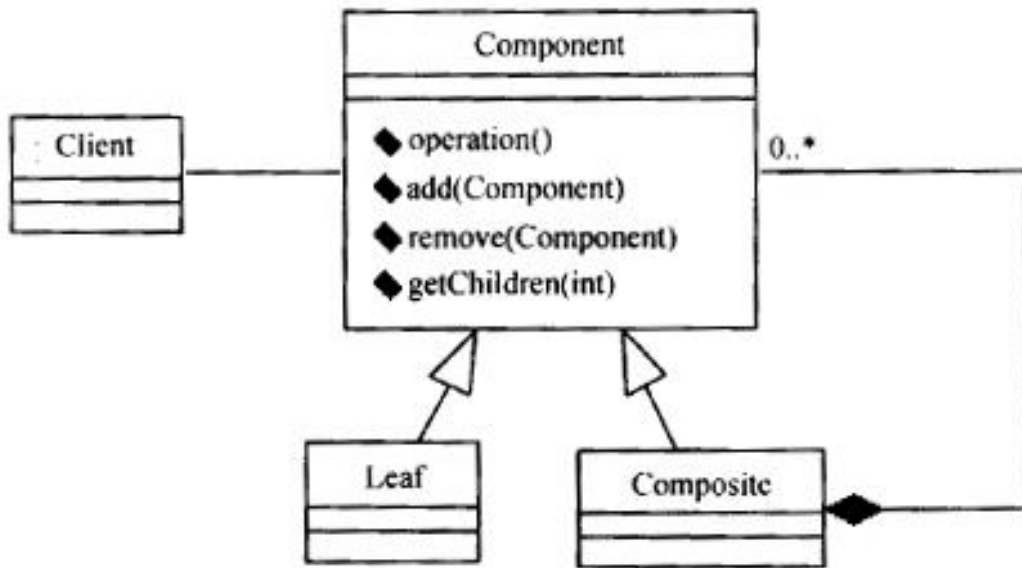 Component
Client
operation()
add(Component)
remove(Component)
getChildren(int)
0..*
Leaf
Composite